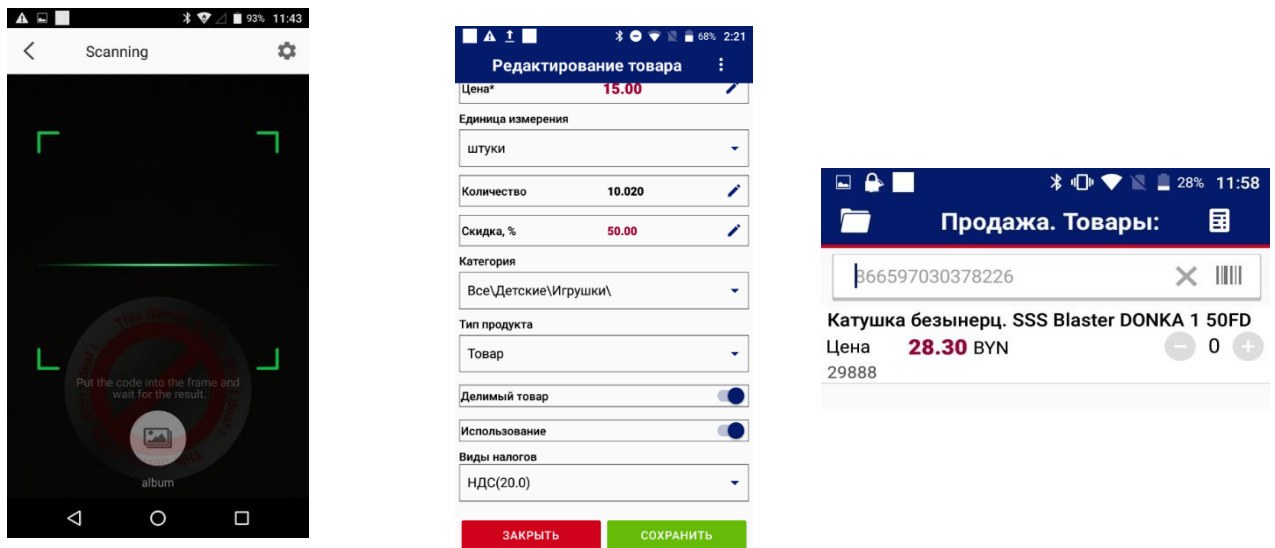 93% 11:43
Scanning
Put the code into the frame and
wait for the result.
album
68% 2:21
Редактирование товара
Цена* 15.00
Единица измерения
штуки
Количество 10.020
Скидка, % 50.00
Категория
Все\Детские\Игрушки\
Тип продукта
Товар
Делимый товар
Использование
Виды налогов
НДС(20.0)
ЗАКРЫТЬ СОХРАНИТЬ
28% 11:58
Продажа. Товары:
866597030378226
Катушка безынерц. SSS Blaster DONKA 1 50FD
Цена 28.30 BYN 0
29888